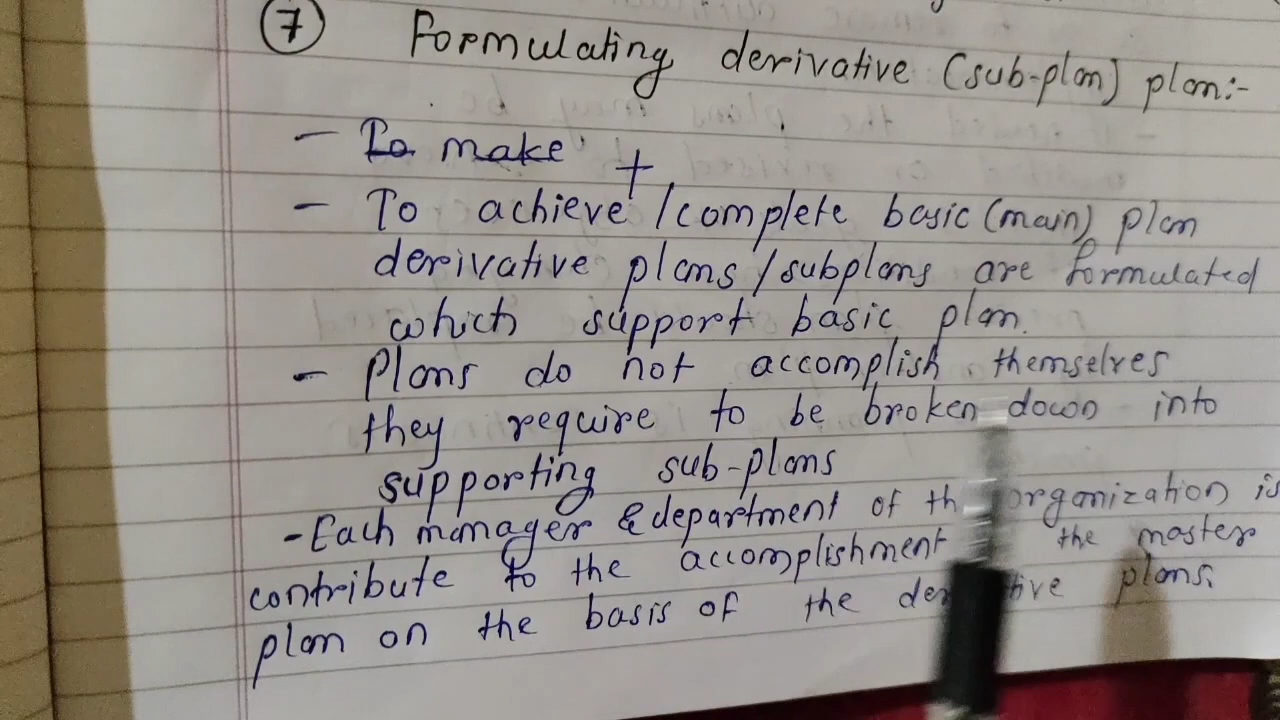 7 Formulating derivative (sub-plan) plan:-
- To make
- To achieve /complete basic (main) plan
derivative plans /subplans are formulated
which support basic plan.
- Plans do not accomplish themselves
they require to be broken down into
supporting sub-plans
- Each manager & department of organization is
contribute to the accomplishment the master
plan on the basis of the plans.